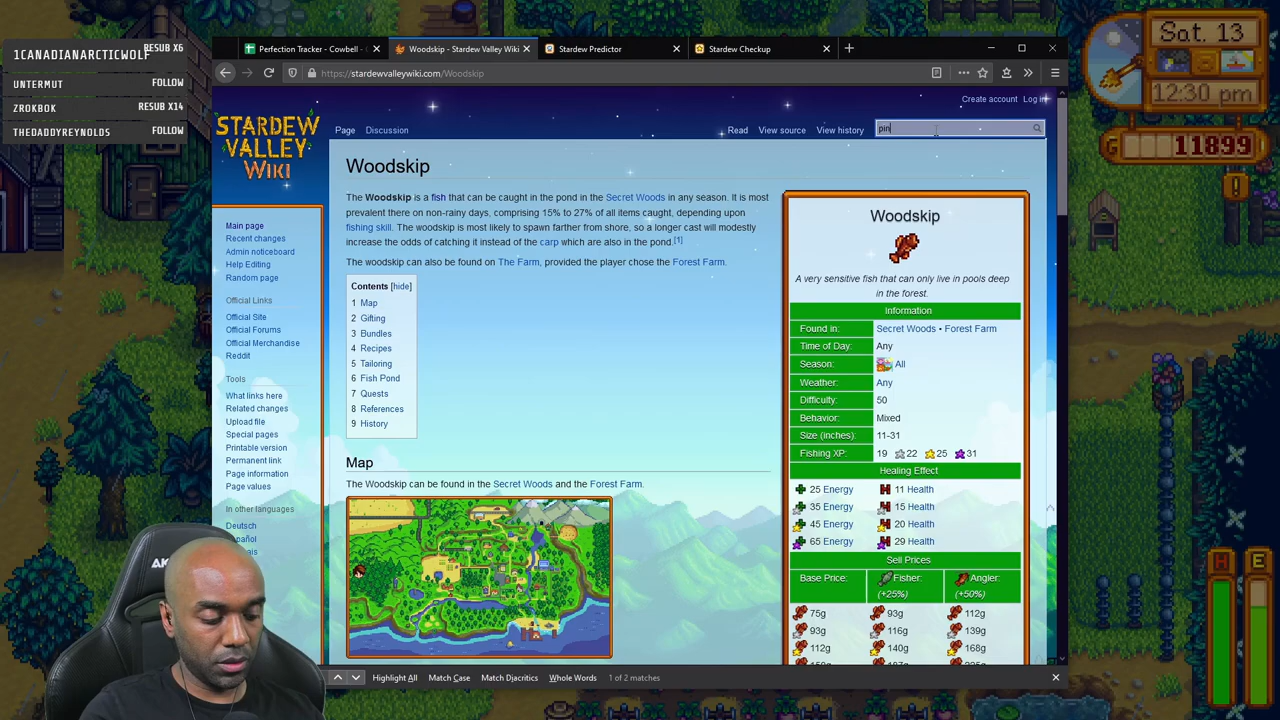 1CANADIANARCTICWOLF RESUB X6
UNTERMUT FOLLOW
ZROKBOK RESUB X14
THEDADDYREYNOLDS FOLLOW
Perfection Tracker - Cowbell -
Woodskip - Stardew Valley Wiki
Stardew Predictor
Stardew Checkup
https://stardewvalleywiki.com/Woodskip
Sat. 13
12:30 pm
11899
H E
Create account Log in
STARDEW
VALLEY
WIKI
Page Discussion Read View source View history pin
Main page
Recent changes
Admin noticeboard
Help Editing
Random page
Official Links
Official Site
Official Forums
Official Merchandise
Reddit
Tools
What links here
Related changes
Upload file
Special pages
Printable version
Permanent link
Page information
Page values
In other languages
Deutsch
Woodskip
The Woodskip is a fish that can be caught in the pond in the Secret Woods in any season. It is most
prevalent there on non-rainy days, comprising 15% to 27% of all items caught, depending upon
fishing skill. The woodskip is most likely to spawn farther from shore, so a longer cast will modestly
increase the odds of catching it instead of the carp which are also in the pond.[1]
The woodskip can also be found on The Farm, provided the player chose the Forest Farm.
Contents [hide]
1 Map
2 Gifting
3 Bundles
4 Recipes
5 Tailoring
6 Fish Pond
7 Quests
8 References
9 History
Map
The Woodskip can be found in the Secret Woods and the Forest Farm.
Woodskip
A very sensitive fish that can only live in pools deep
in the forest.
Information
Found in: Secret Woods • Forest Farm
Time of Day: Any
Season: All
Weather: Any
Difficulty: 50
Behavior: Mixed
Size (inches): 11-31
Fishing XP: 19 22 25 31
Healing Effect
25 Energy 11 Health
35 Energy 15 Health
45 Energy 20 Health
65 Energy 29 Health
Sell Prices
Base Price: Fisher: (+25%) Angler: (+50%)
75g 93g 112g
93g 116g 139g
112g 140g 168g
Highlight All Match Case Match Diacritics Whole Words 1 of 2 matches